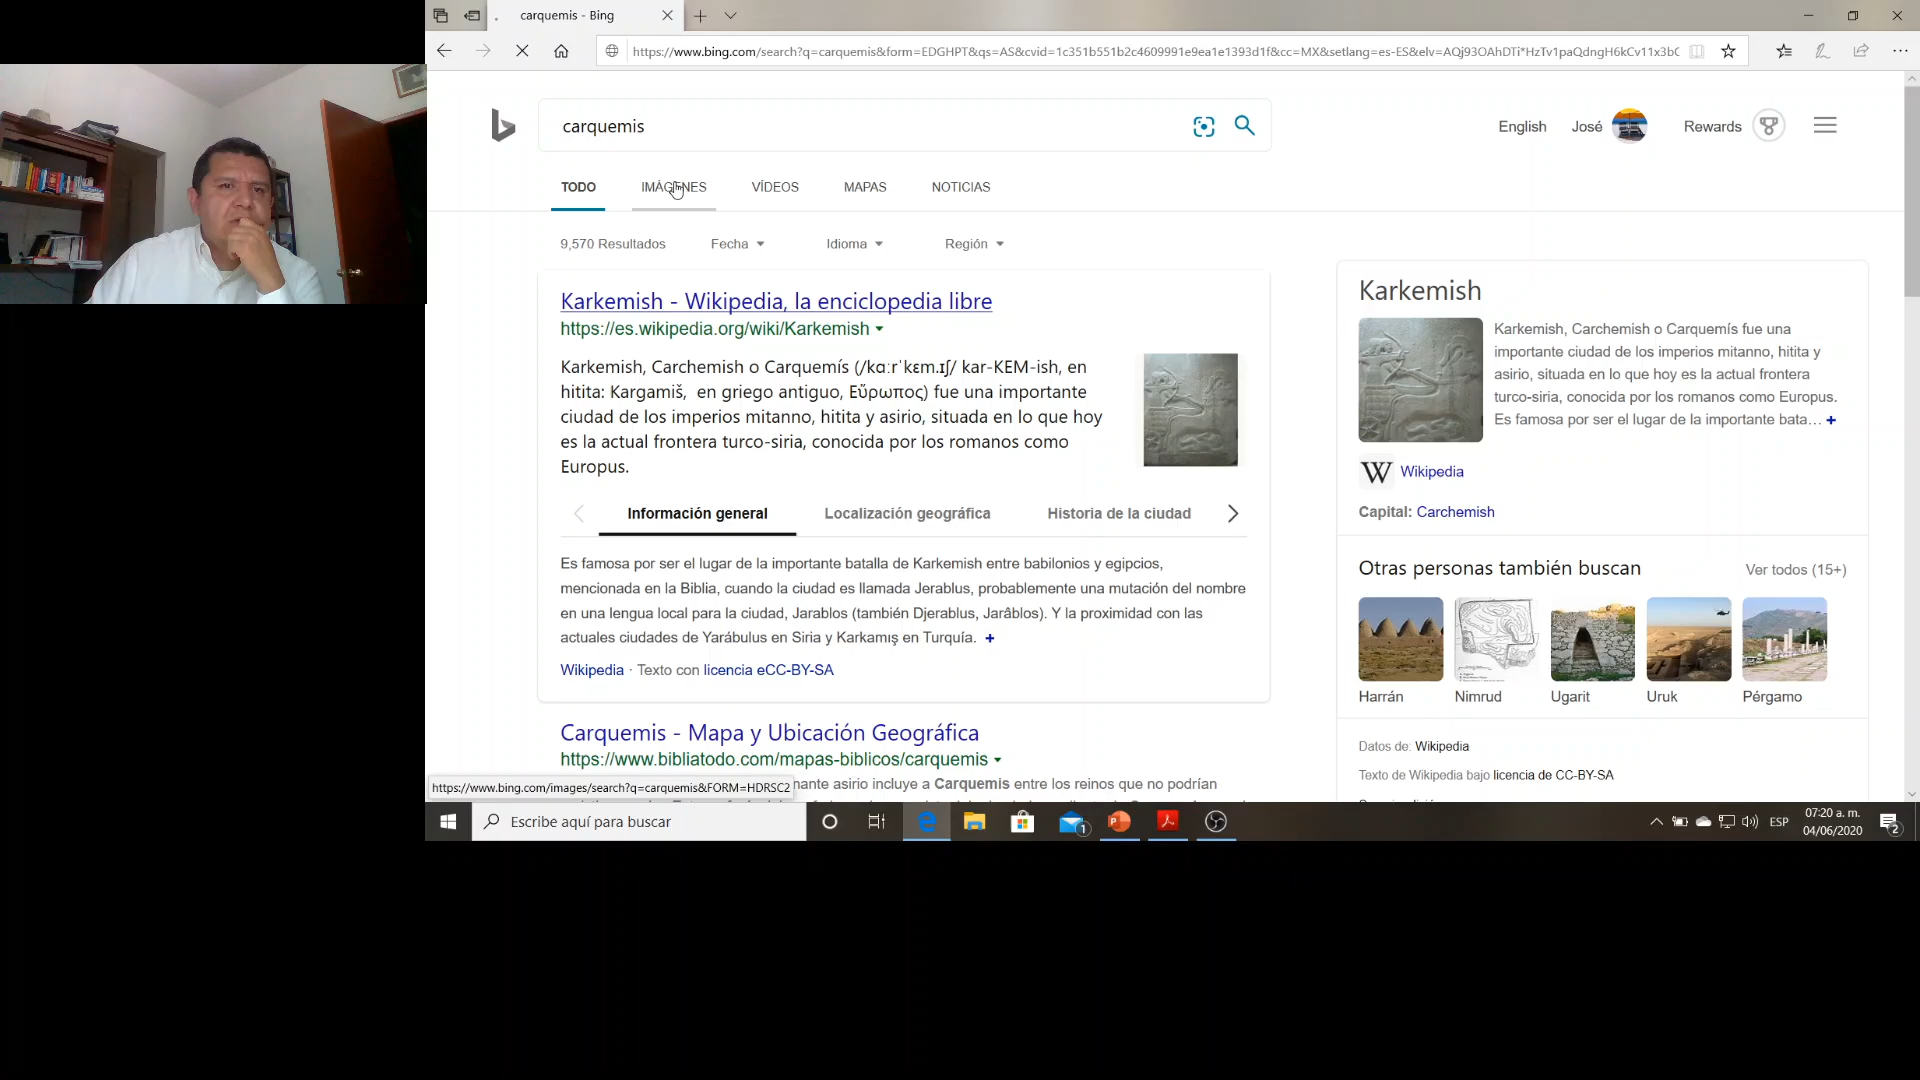 carquemis - Bing
https://www.bing.com/search?q=carquemis&form=EDGHPT&qs=AS&cvid=1c351b551b2c4609991e9ea1e1393d1f&cc=MX&setlang=es-ES&elv=AQj93OAhDTi*HzTv1paQdngH6kCv11x3b
carquemis
English José Rewards
TODO IMÁGENES VÍDEOS MAPAS NOTICIAS
9,570 Resultados Fecha Idioma Región
Karkemish - Wikipedia, la enciclopedia libre
https://es.wikipedia.org/wiki/Karkemish
Karkemish, Carchemish o Carquemís (/kɑːrˈkɛm.ɪʃ/ kar-KEM-ish, en
hitita: Kargamiš, en griego antiguo, Εὔρωπος) fue una importante
ciudad de los imperios mitanno, hitita y asirio, situada en lo que hoy
es la actual frontera turco-siria, conocida por los romanos como
Europus.
Información general Localización geográfica Historia de la ciudad
Es famosa por ser el lugar de la importante batalla de Karkemish entre babilonios y egipcios,
mencionada en la Biblia, cuando la ciudad es llamada Jerablus, probablemente una mutación del nombre
en una lengua local para la ciudad, Jarablos (también Djerablus, Jarâblos). Y la proximidad con las
actuales ciudades de Yarábulus en Siria y Karkamış en Turquía. +
Wikipedia · Texto con licencia eCC-BY-SA
Carquemis - Mapa y Ubicación Geográfica
https://www.bibliatodo.com/mapas-biblicos/carquemis
nante asirio incluye a Carquemis entre los reinos que no podrían
https://www.bing.com/images/search?q=carquemis&FORM=HDRSC2
Karkemish
Karkemish, Carchemish o Carquemís fue una
importante ciudad de los imperios mitanno, hitita y
asirio, situada en lo que hoy es la actual frontera
turco-siria, conocida por los romanos como Europus.
Es famosa por ser el lugar de la importante bata… +
W Wikipedia
Capital: Carchemish
Otras personas también buscan Ver todos (15+)
Harrán Nimrud Ugarit Uruk Pérgamo
Datos de: Wikipedia
Texto de Wikipedia bajo licencia de CC-BY-SA
Escribe aquí para buscar
1
ESP
07:20 a. m.
04/06/2020
2